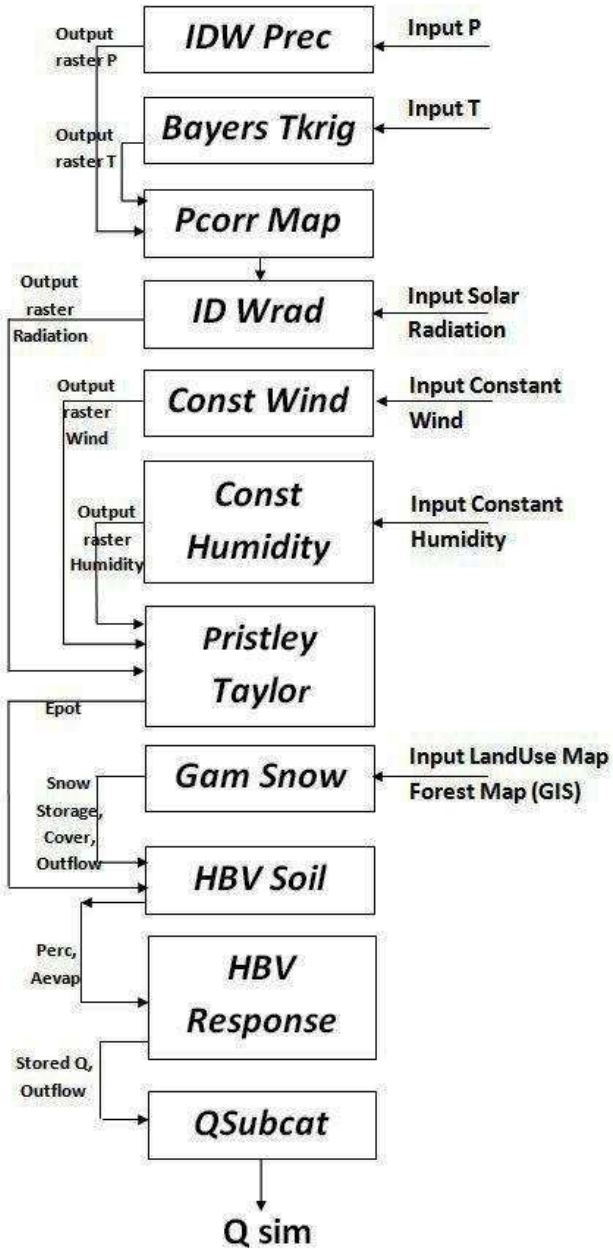 Output
raster P
IDW Prec
Input P
Output
raster T
Bayers Tkrig
Input T
Pcorr Map
Output
raster
Radiation
ID Wrad
Input Solar
Radiation
Output
raster
Wind
Const Wind
Input Constant
Wind
Output
raster
Humidity
Const
Humidity
Input Constant
Humidity
Pristley
Taylor
Epot
Gam Snow
Input LandUse Map
Forest Map (GIS)
Snow
Storage,
Cover,
Outflow
HBV Soil
Perc,
Aevap
HBV
Response
Stored Q,
Outflow
QSubcat
Q sim